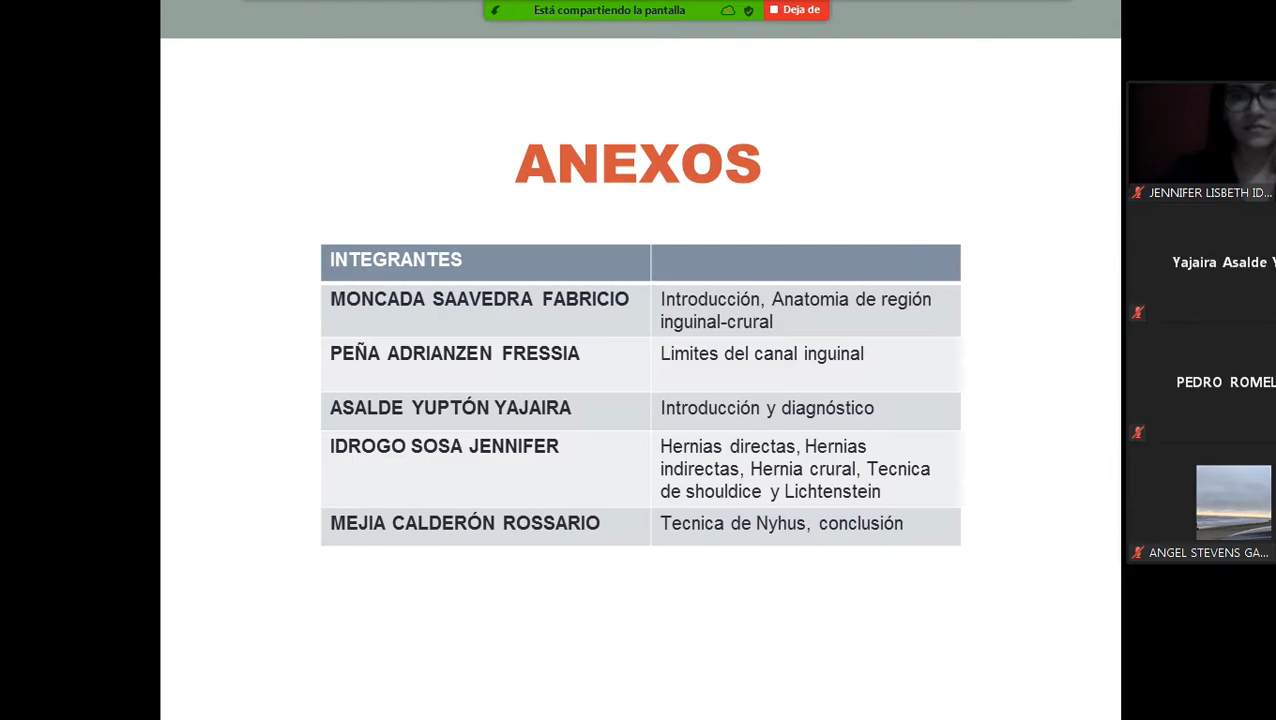 Está compartiendo la pantalla
Deja de
ANEXOS
INTEGRANTES
MONCADA SAAVEDRA FABRICIO
Introducción, Anatomia de región
inguinal-crural
PEÑA ADRIANZEN FRESSIA
Limites del canal inguinal
ASALDE YUPTÓN YAJAIRA
Introducción y diagnóstico
IDROGO SOSA JENNIFER
Hernias directas, Hernias
indirectas, Hernia crural, Tecnica
de shouldice y Lichtenstein
MEJIA CALDERÓN ROSSARIO
Tecnica de Nyhus, conclusión
JENNIFER LISBETH ID...
Yajaira Asalde Y
PEDRO ROMEL
ANGEL STEVENS GA...